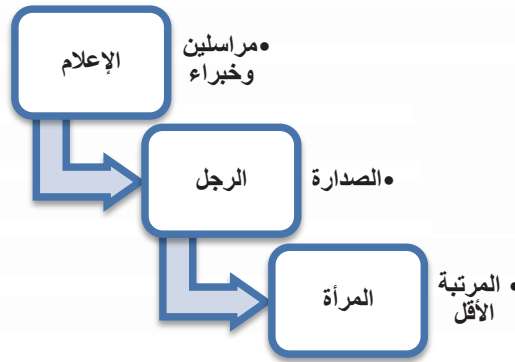 الإعلام
•مراسلين
وخبراء
الرجل
•الصدارة
المرأة
• المرتبة
الأقل